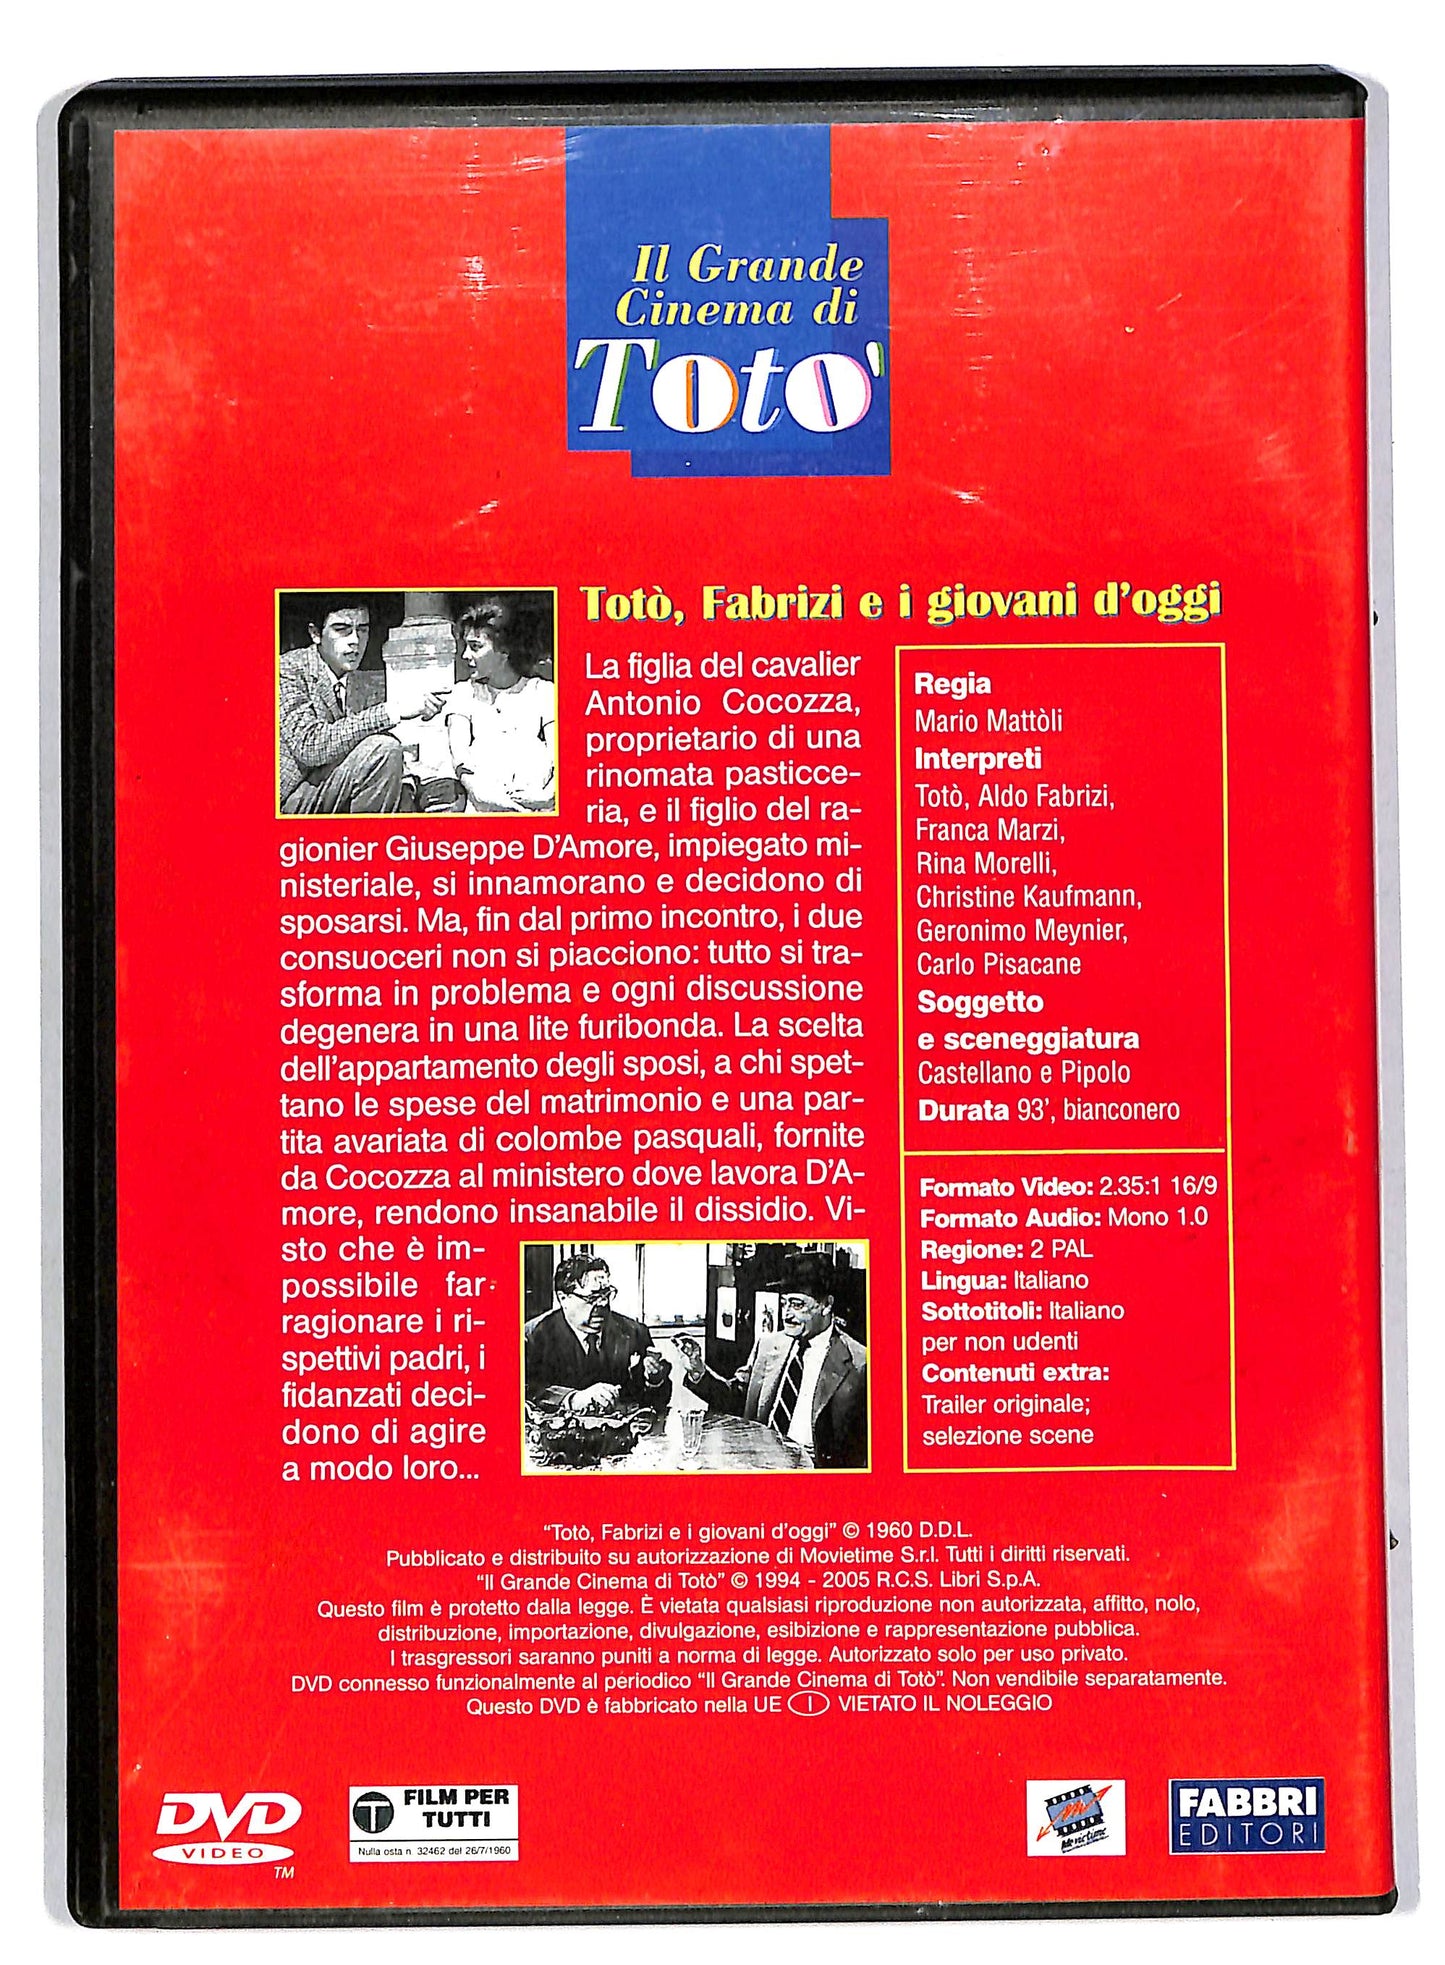 Il Grande
Cinema di
Totò
Totò, Fabrizi e i giovani d'oggi
La figlia del cavalier
Antonio Cocozza,
proprietario di una
rinomata pasticce-
ria, e il figlio del ra-
gionier Giuseppe D'Amore, impiegato mi-
nisteriale, si innamorano e decidono di
sposarsi. Ma, fin dal primo incontro, i due
consuoceri non si piacciono: tutto si tra-
sforma in problema e ogni discussione
degenera in una lite furibonda. La scelta
dell'appartamento degli sposi, a chi spet-
tano le spese del matrimonio e una par-
tita avariata di colombe pasquali, fornite
da Cocozza al ministero dove lavora D'A-
more, rendono insanabile il dissidio. Vi-
sto che è im-
possibile far
ragionare i ri-
spettivi padri, i
fidanzati deci-
dono di agire
a modo loro...
Regia
Mario Mattòli
Interpreti
Totò, Aldo Fabrizi,
Franca Marzi,
Rina Morelli,
Christine Kaufmann,
Geronimo Meynier,
Carlo Pisacane
Soggetto
e sceneggiatura
Castellano e Pipolo
Durata 93', bianconero
Formato Video: 2.35:1 16/9
Formato Audio: Mono 1.0
Regione: 2 PAL
Lingua: Italiano
Sottotitoli: Italiano
per non udenti
Contenuti extra:
Trailer originale;
selezione scene
"Totò, Fabrizi e i giovani d'oggi" © 1960 D.D.L.
Pubblicato e distribuito su autorizzazione di Movietime S.r.l. Tutti i diritti riservati.
"Il Grande Cinema di Totò" © 1994 - 2005 R.C.S. Libri S.p.A.
Questo film è protetto dalla legge. È vietata qualsiasi riproduzione non autorizzata, affitto, nolo,
distribuzione, importazione, divulgazione, esibizione e rappresentazione pubblica.
I trasgressori saranno puniti a norma di legge. Autorizzato solo per uso privato.
DVD connesso funzionalmente al periodico "Il Grande Cinema di Totò". Non vendibile separatamente.
Questo DVD è fabbricato nella UE I VIETATO IL NOLEGGIO
DVD
VIDEO
TM
T
FILM PER
TUTTI
Nulla osta n. 32462 del 26/7/1960
Movietime
FABBRI
EDITORI